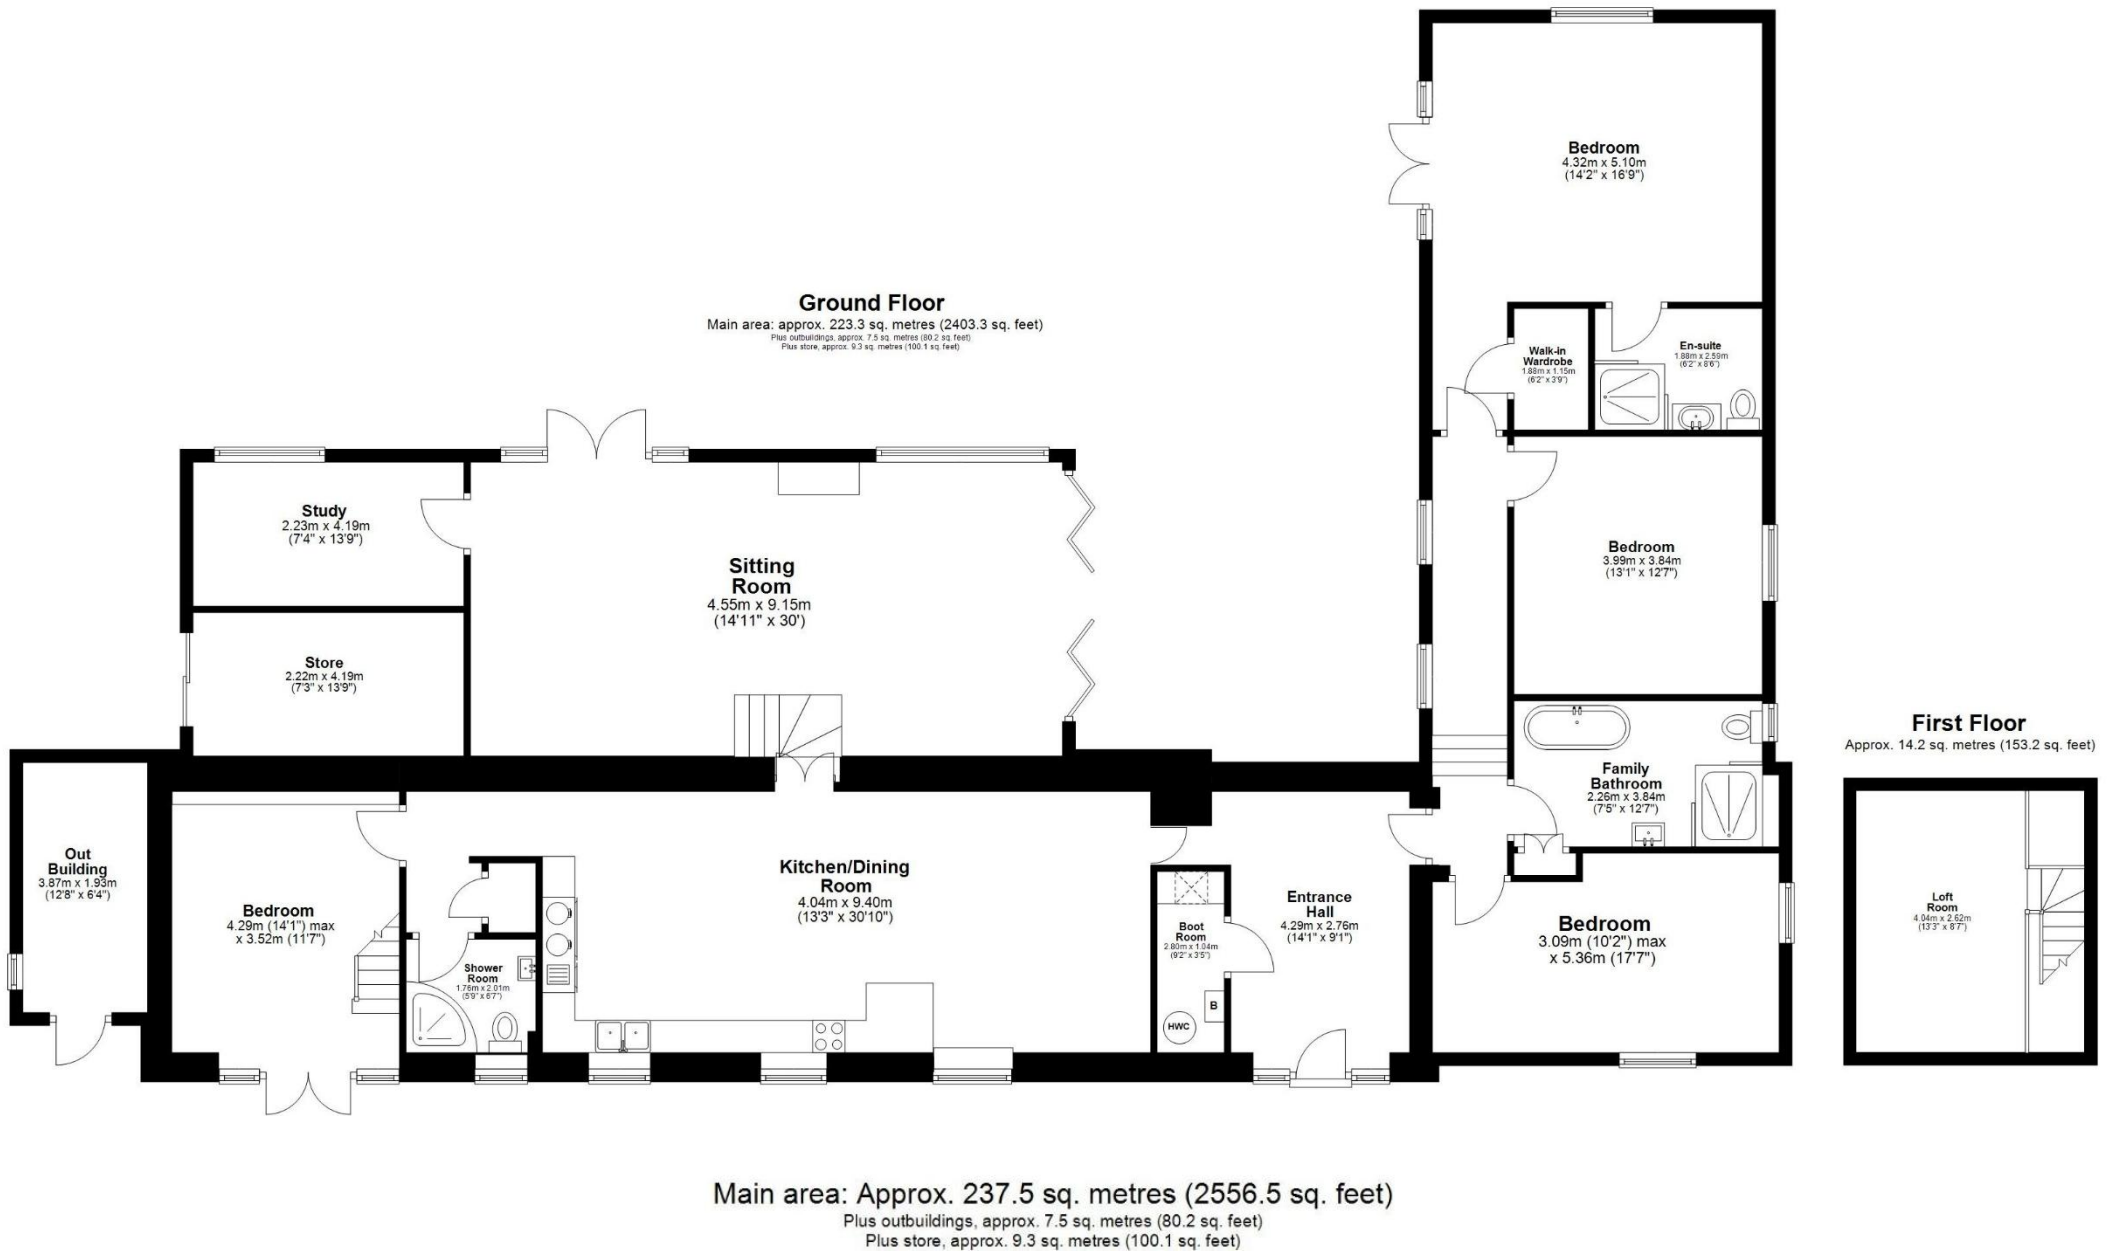 Bedroom
4.32m x 5.10m
(14'2" x 16'9")
Ground Floor
Main area: approx. 223.3 sq. metres (2403.3 sq. feet)
Plus outbuildings, approx. 7.5 sq. metres (80.2 sq. feet)
Plus store, approx. 9.3 sq. metres (100.1 sq. feet)
Walk-in
Wardrobe
1.88m x 1.15m
(6'2" x 3'9")
En-suite
1.88m x 2.59m
(6'2" x 8'6")
Study
2.23m x 4.19m
(7'4" x 13'9")
Sitting
Room
4.55m x 9.15m
(14'11" x 30')
Bedroom
3.99m x 3.84m
(13'1" x 12'7")
Store
2.22m x 4.19m
(7'3" x 13'9")
First Floor
Approx. 14.2 sq. metres (153.2 sq. feet)
Family
Bathroom
2.26m x 3.84m
(7'5" x 12'7")
Out
Building
3.87m x 1.93m
(12'8" x 6'4")
Bedroom
4.29m (14'1") max
x 3.52m (11'7")
Kitchen/Dining
Room
4.04m x 9.40m
(13'3" x 30'10")
Entrance
Hall
4.29m x 2.76m
(14'1" x 9'1")
Boot
Room
2.80m x 1.04m
(9'2" x 3'5")
B
HWC
Shower
Room
1.76m x 2.01m
(5'9" x 6'7")
Bedroom
3.09m (10'2") max
x 5.36m (17'7")
Loft
Room
4.04m x 2.62m
(13'3" x 8'7")
Main area: Approx. 237.5 sq. metres (2556.5 sq. feet)
Plus outbuildings, approx. 7.5 sq. metres (80.2 sq. feet)
Plus store, approx. 9.3 sq. metres (100.1 sq. feet)